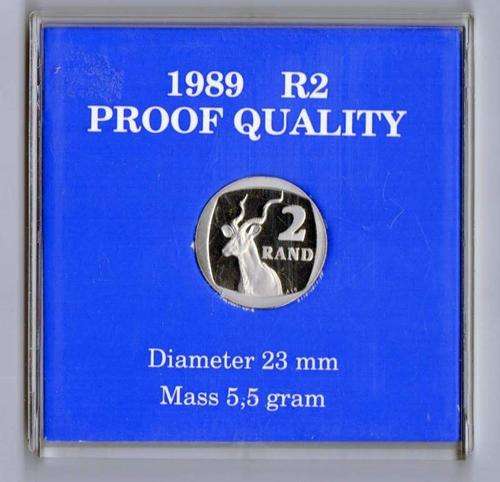 1989 R2
PROOF QUALITY
2
RAND
Diameter 23 mm
Mass 5,5 gram